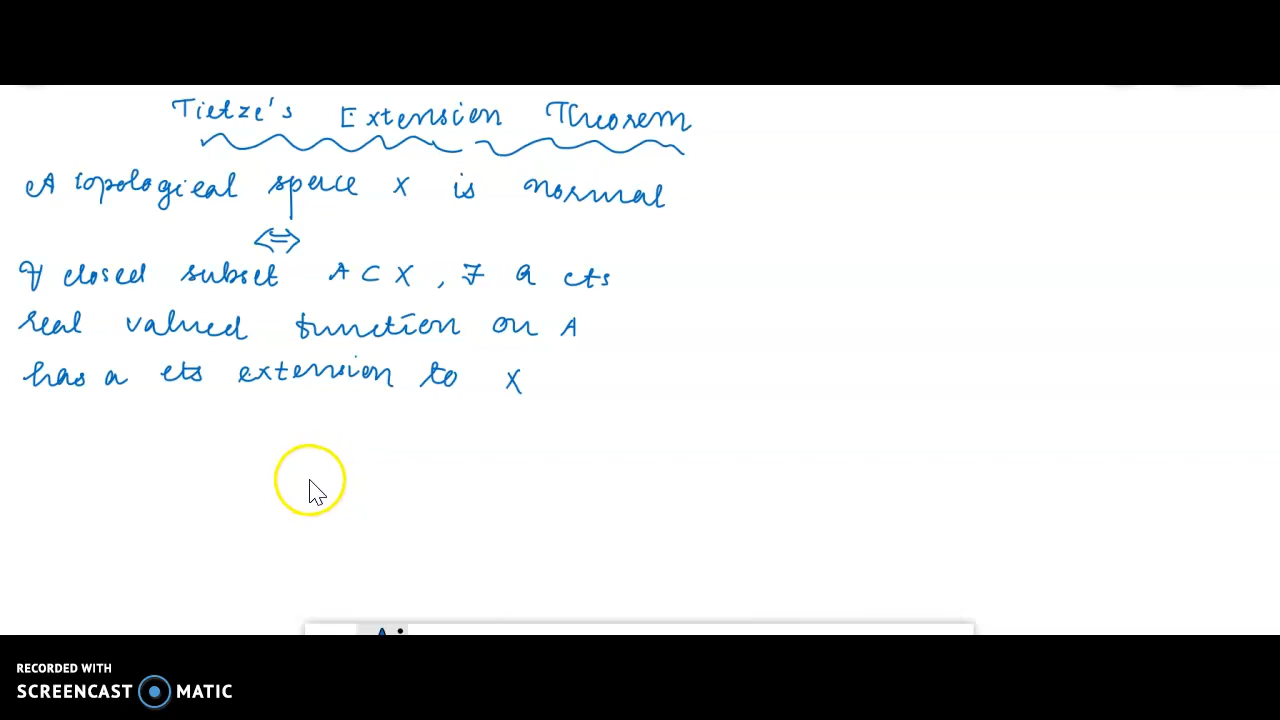 Tietze's Extension Theorem
A topological space X is normal
⇔
∀ closed subset A ⊂ X, ∃ a cts
real valued function on A
has a cts extension to X
RECORDED WITH
SCREENCAST MATIC